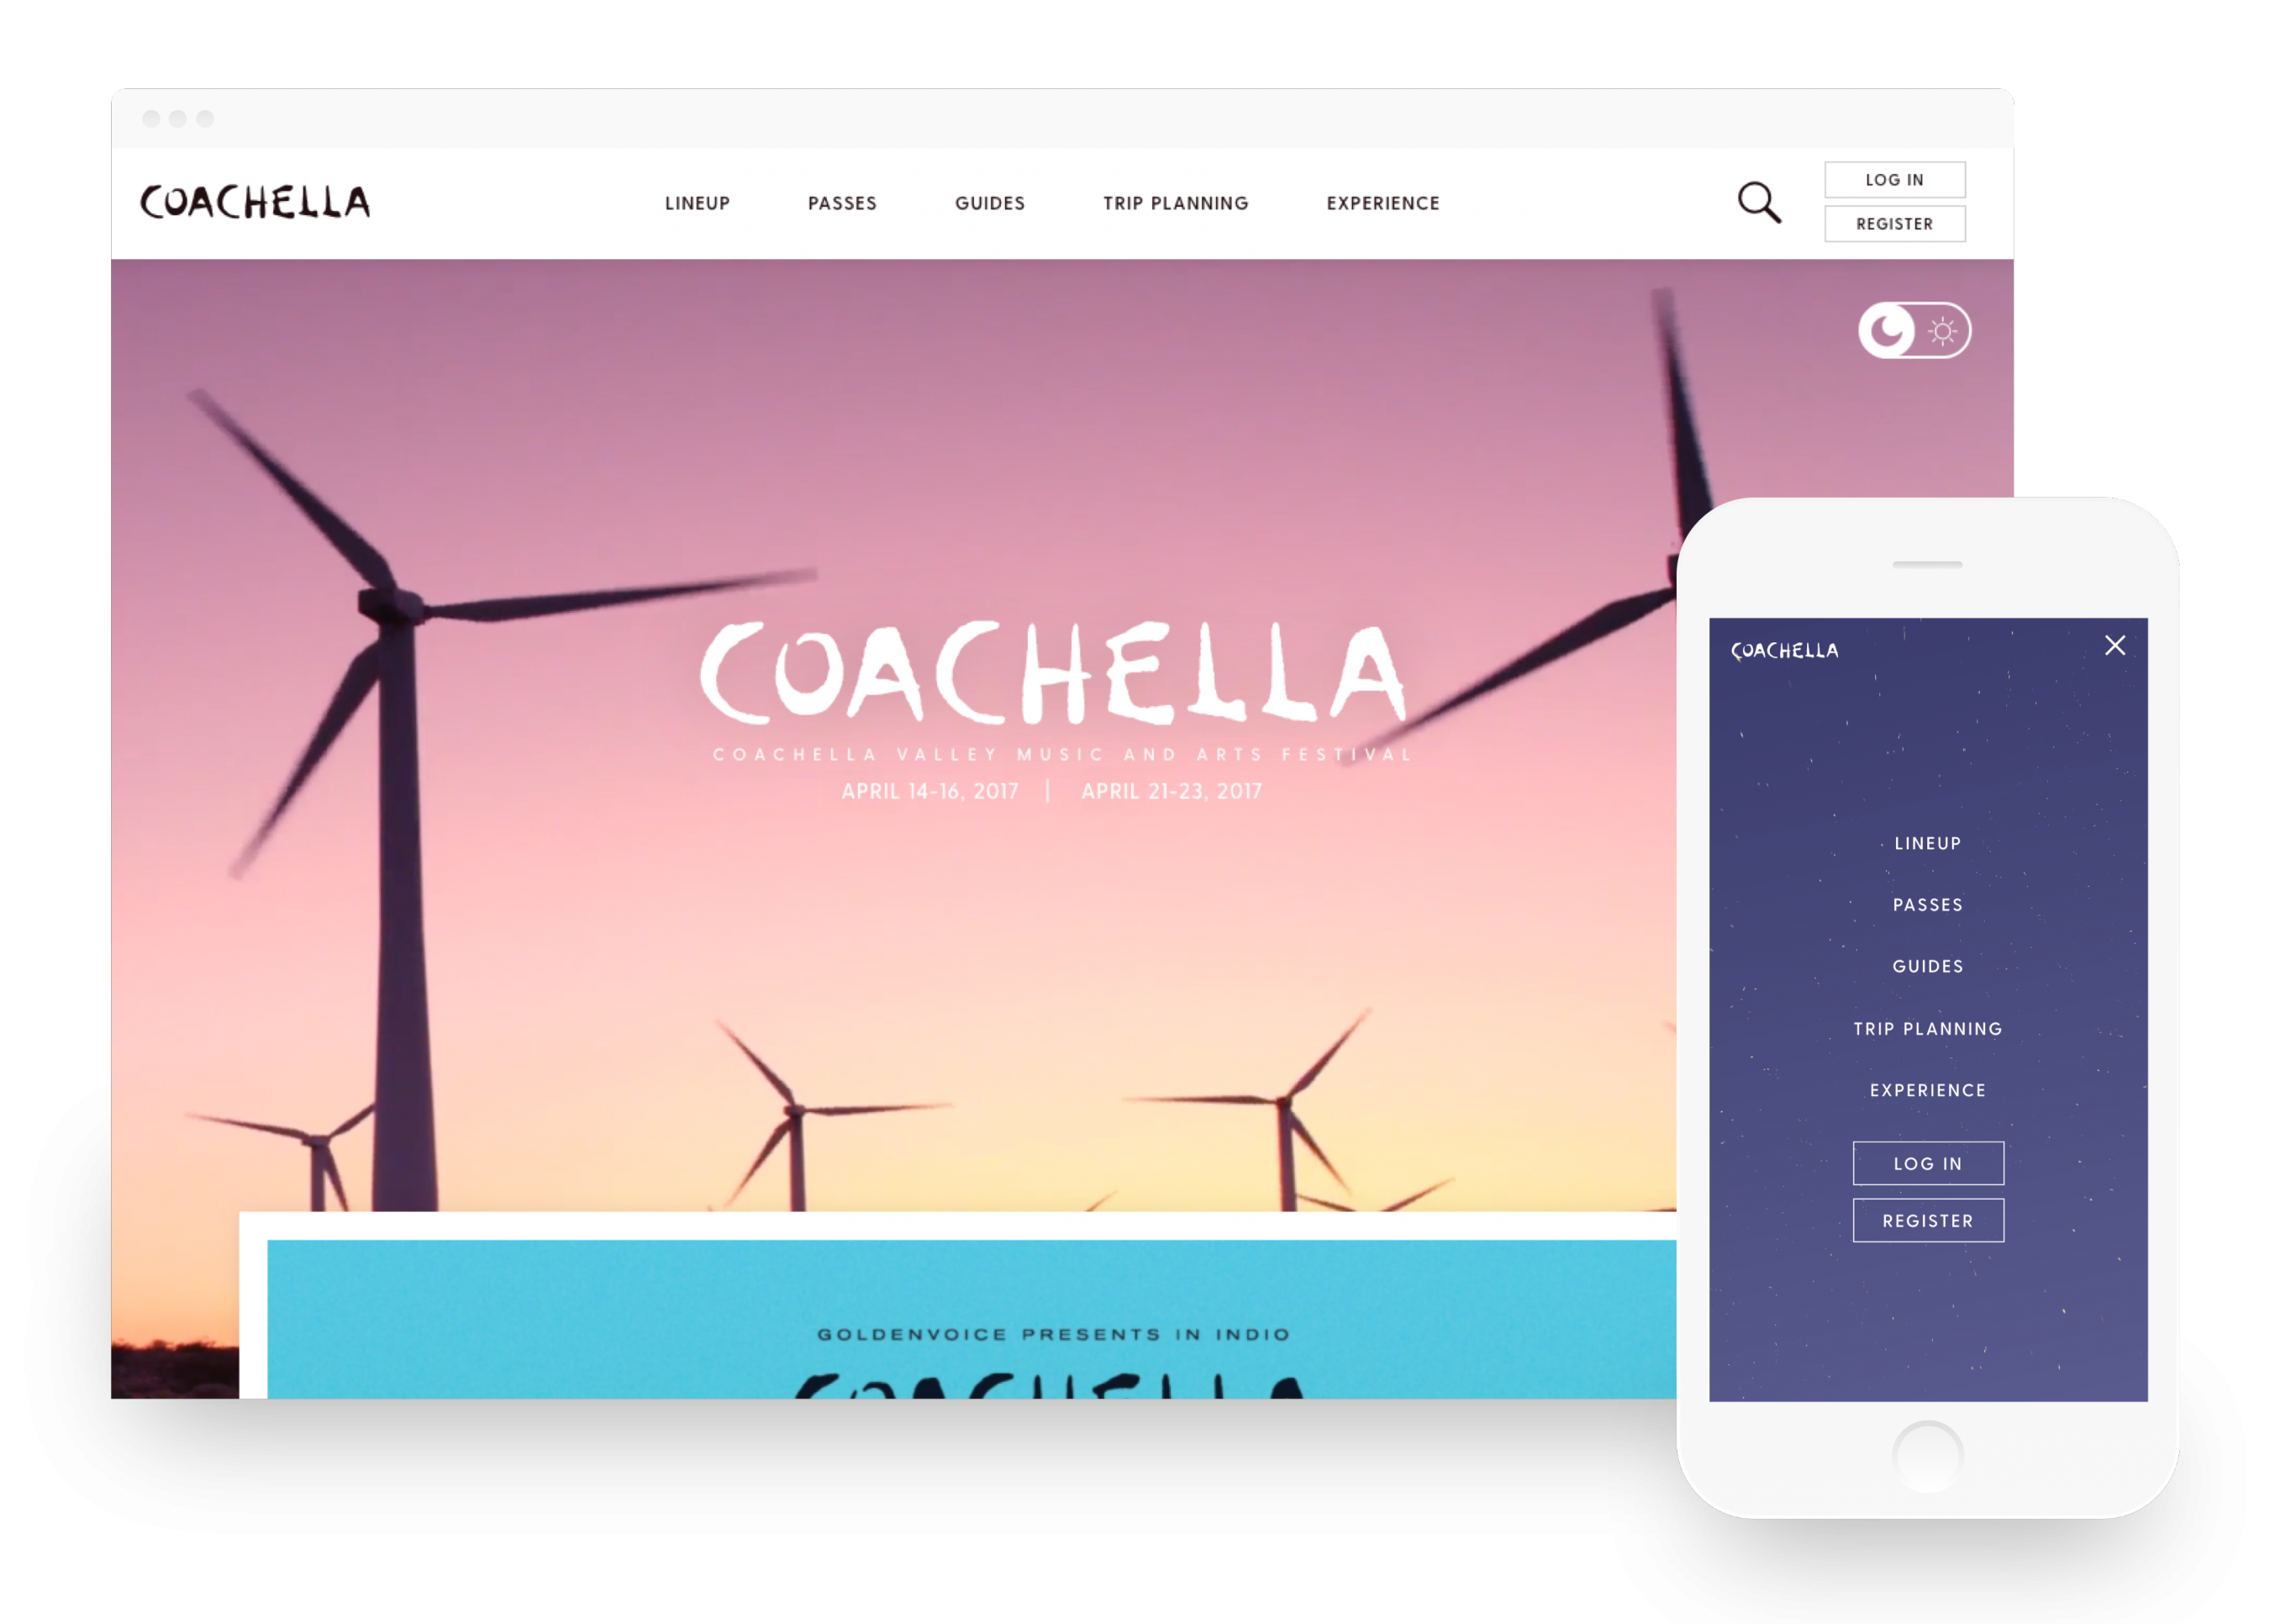 COACHELLA
LINEUP PASSES GUIDES TRIP PLANNING EXPERIENCE
LOG IN
REGISTER
COACHELLA
COACHELLA VALLEY MUSIC AND ARTS FESTIVAL
APRIL 14-16, 2017 | APRIL 21-23, 2017
GOLDENVOICE PRESENTS IN INDIO
COACHELLA
COACHELLA
LINEUP
PASSES
GUIDES
TRIP PLANNING
EXPERIENCE
LOG IN
REGISTER